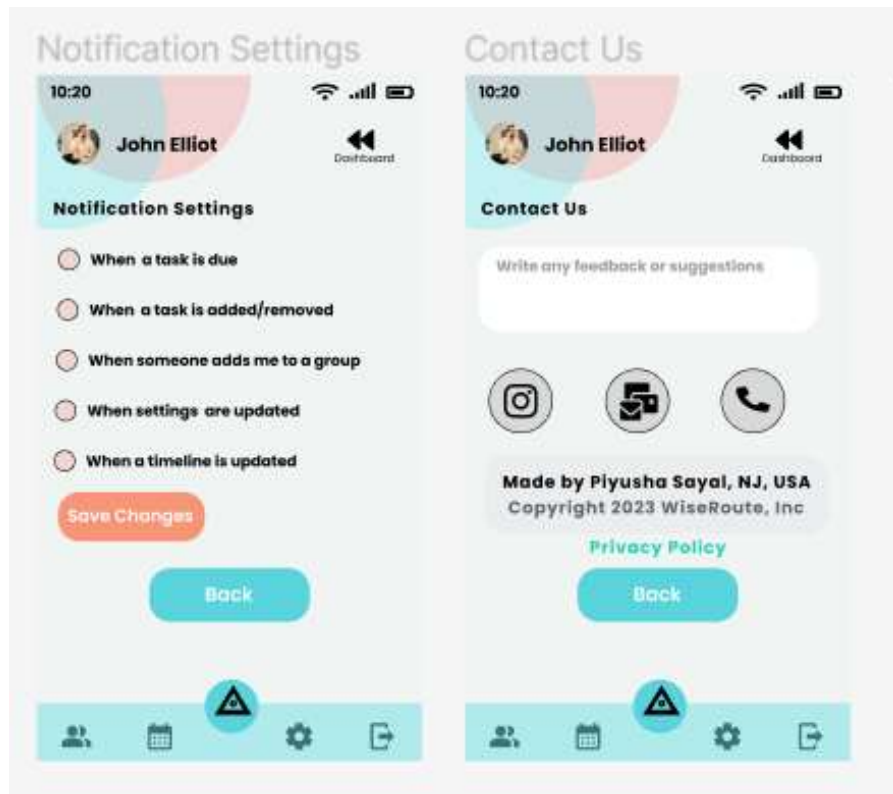 Notification Settings
10:20
John Elliot
Dashboard
Notification Settings
When a task is due
When a task is added/removed
When someone adds me to a group
When settings are updated
When a timeline is updated
Save Changes
Back
Contact Us
10:20
John Elliot
Dashboard
Contact Us
Write any feedback or suggestions
Made by Piyusha Sayal, NJ, USA
Copyright 2023 WiseRoute, Inc
Privacy Policy
Back